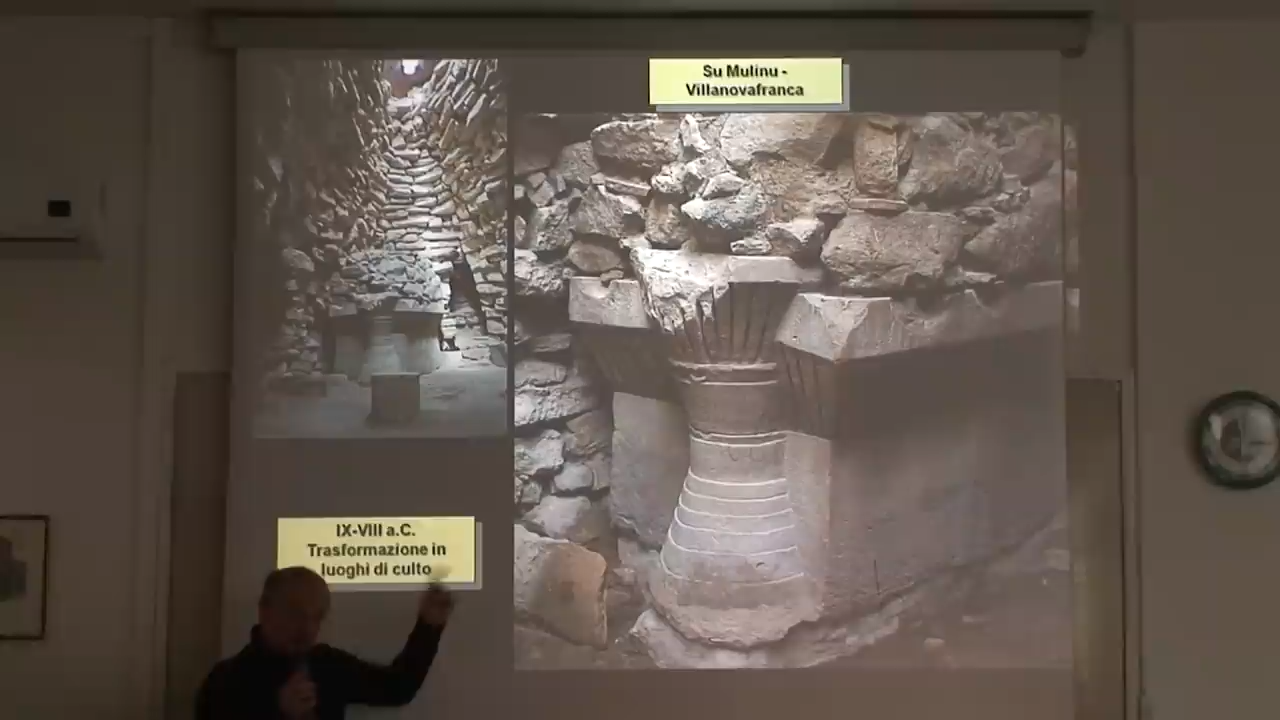 Su Mulinu -
Villanovafranca
IX-VIII a.C.
Trasformazione in
luoghi di culto